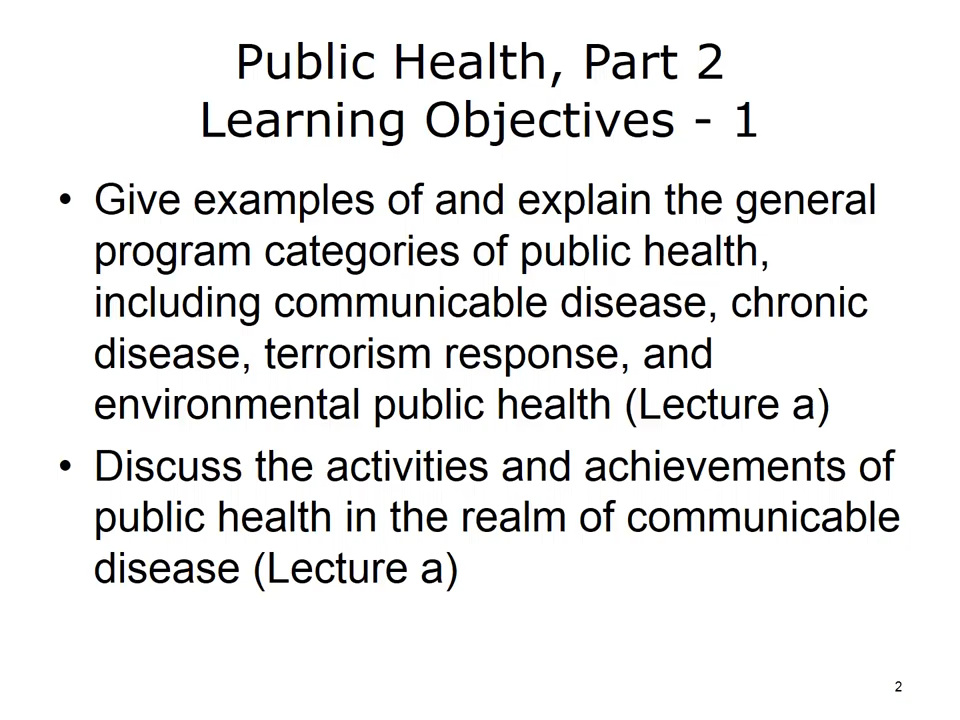 Public Health, Part 2
Learning Objectives - 1
• Give examples of and explain the general
program categories of public health,
including communicable disease, chronic
disease, terrorism response, and
environmental public health (Lecture a)
• Discuss the activities and achievements of
public health in the realm of communicable
disease (Lecture a)
2